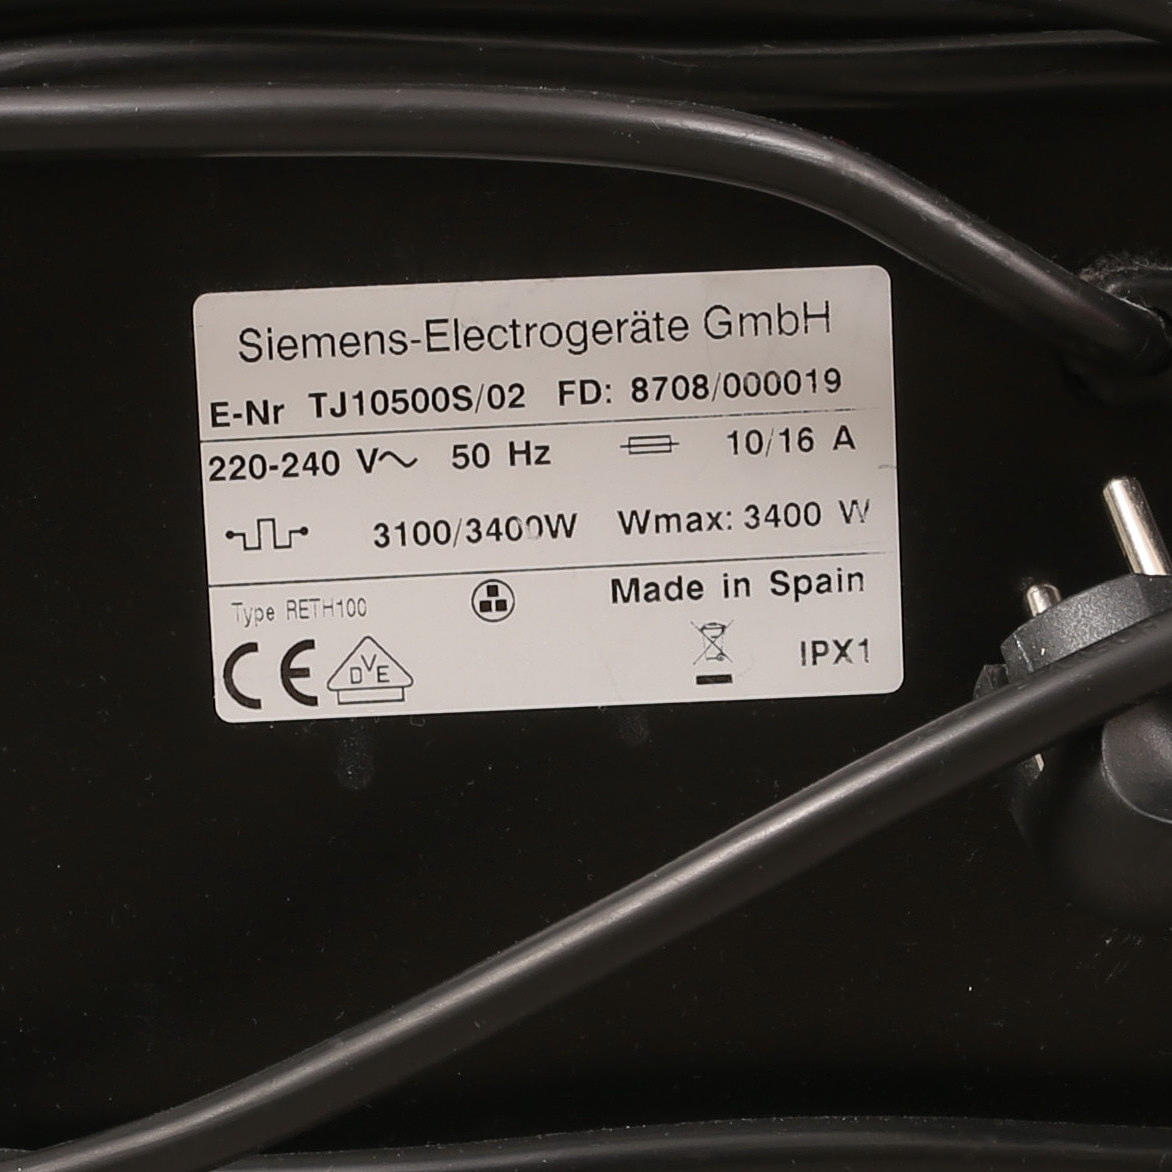 Siemens-Electrogeräte GmbH
E-Nr TJ10500S/02 FD: 8708/000019
220-240 V~ 50 Hz 10/16 A
3100/3400W Wmax: 3400 W
Type RETH100 Made in Spain
CE DVE IPX1